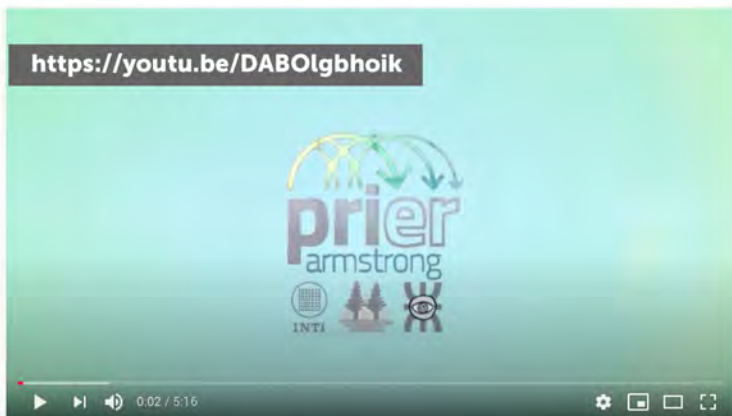 https://youtu.be/DABOlgbhoik
prier
armstrong
INTI
0:02 / 5:16